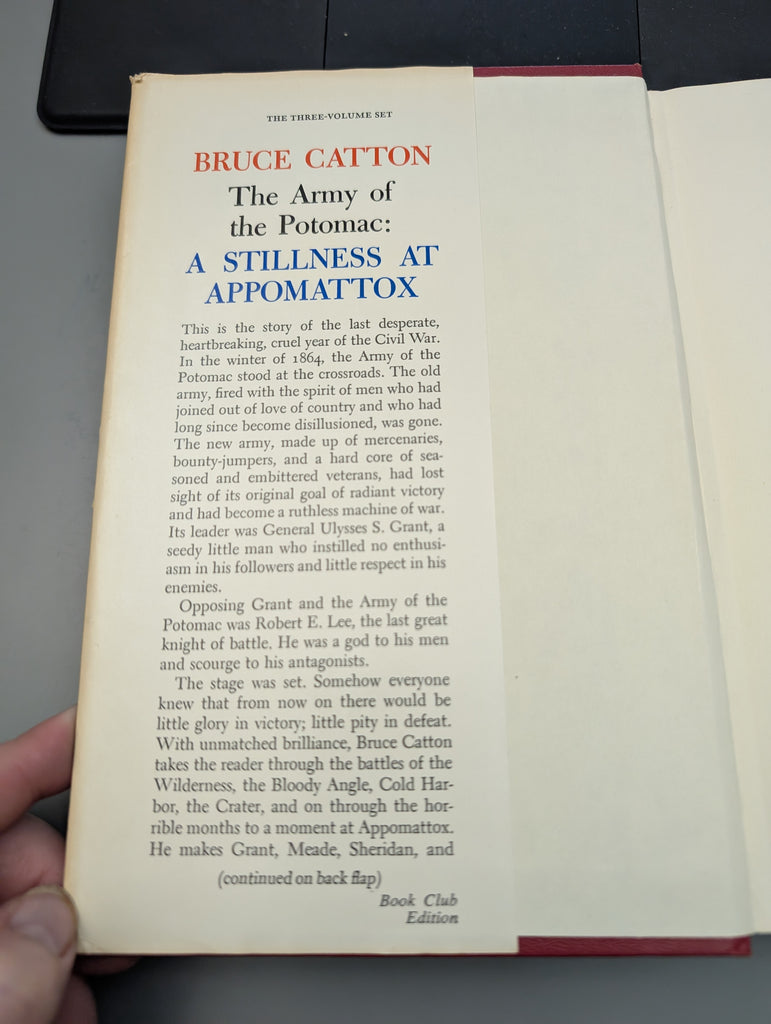 THE THREE-VOLUME SET
BRUCE CATTON
The Army of
the Potomac:
A STILLNESS AT
APPOMATTOX
This is the story of the last desperate,
heartbreaking, cruel year of the Civil War.
In the winter of 1864, the Army of the
Potomac stood at the crossroads. The old
army, fired with the spirit of men who had
joined out of love of country and who had
long since become disillusioned, was gone.
The new army, made up of mercenaries,
bounty-jumpers, and a hard core of sea-
soned and embittered veterans, had lost
sight of its original goal of radiant victory
and had become a ruthless machine of war.
Its leader was General Ulysses S. Grant, a
seedy little man who instilled no enthusi-
asm in his followers and little respect in his
enemies.
Opposing Grant and the Army of the
Potomac was Robert E. Lee, the last great
knight of battle. He was a god to his men
and scourge to his antagonists.
The stage was set. Somehow everyone
knew that from now on there would be
little glory in victory; little pity in defeat.
With unmatched brilliance, Bruce Catton
takes the reader through the battles of the
Wilderness, the Bloody Angle, Cold Har-
bor, the Crater, and on through the hor-
rible months to a moment at Appomattox.
He makes Grant, Meade, Sheridan, and
(continued on back flap)
Book Club
Edition